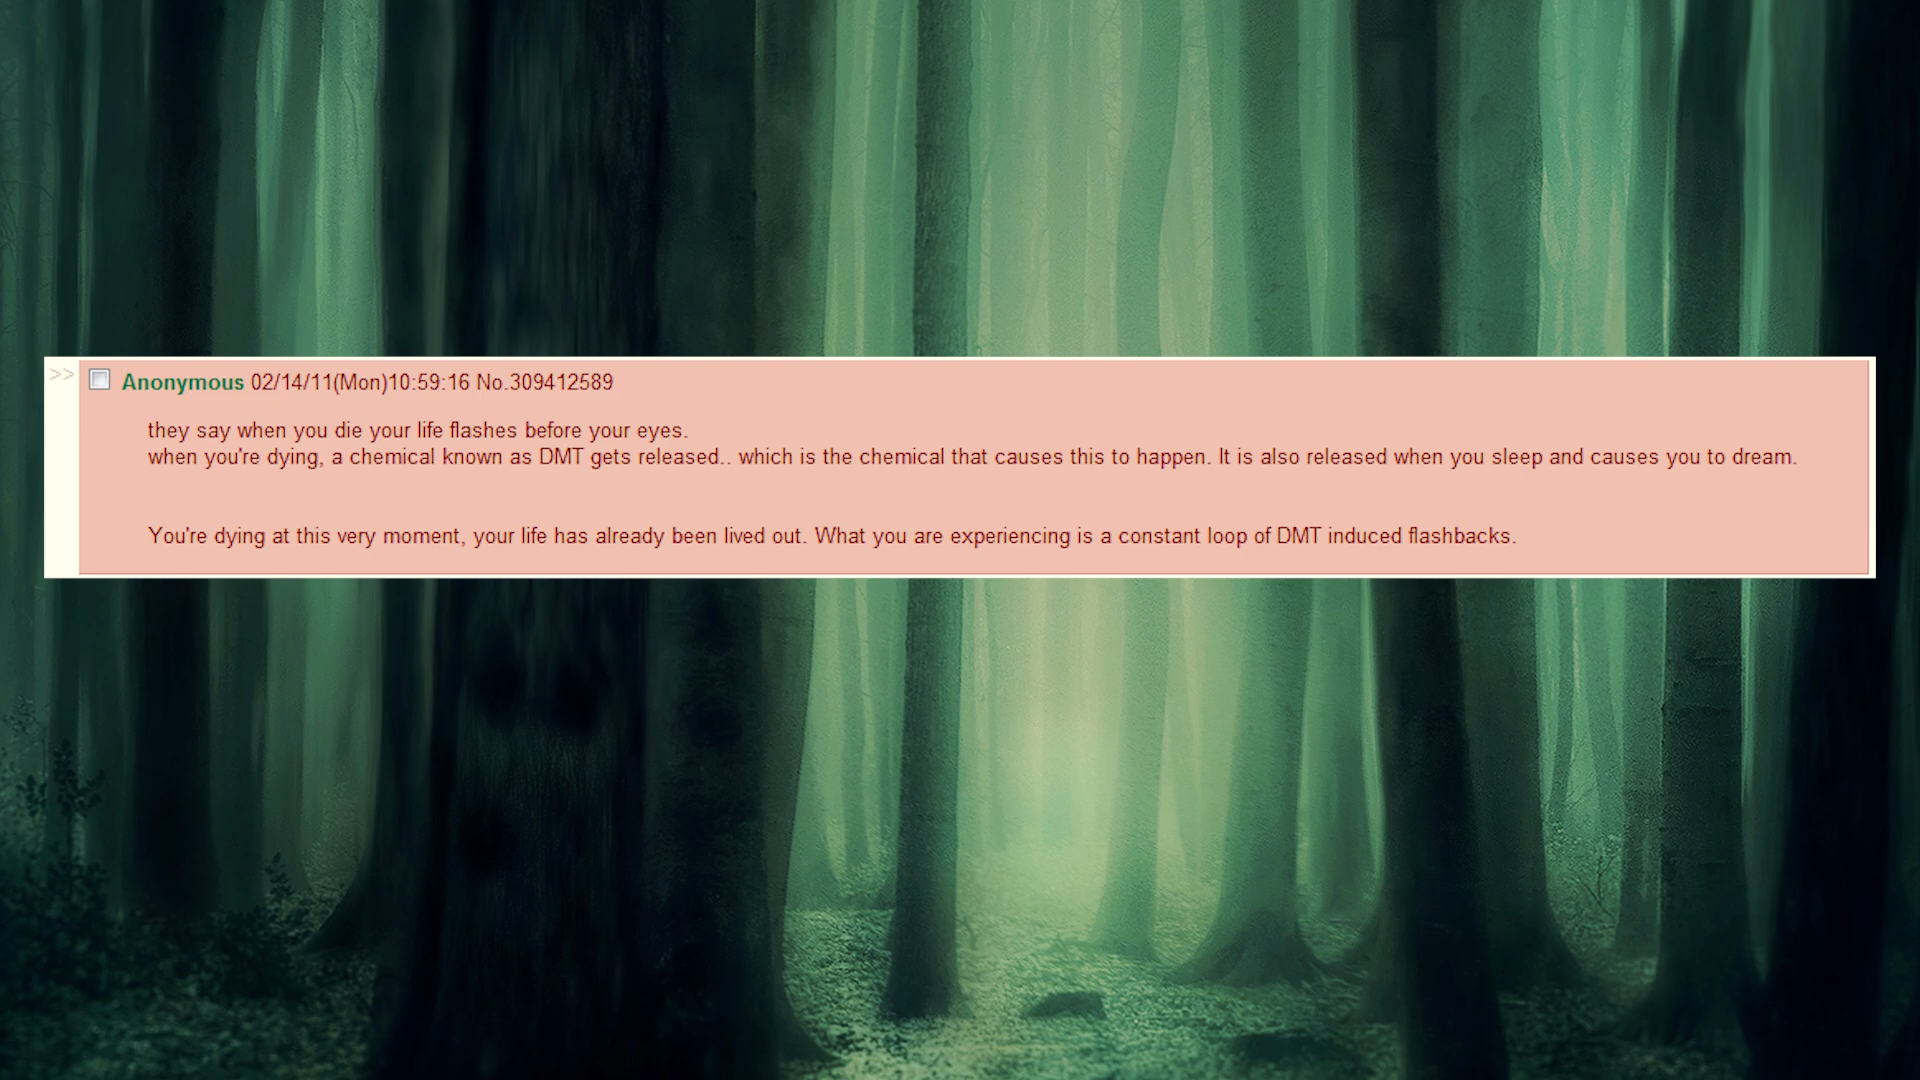 >> Anonymous 02/14/11(Mon)10:59:16 No.309412589
they say when you die your life flashes before your eyes.
when you're dying, a chemical known as DMT gets released.. which is the chemical that causes this to happen. It is also released when you sleep and causes you to dream.
You're dying at this very moment, your life has already been lived out. What you are experiencing is a constant loop of DMT induced flashbacks.